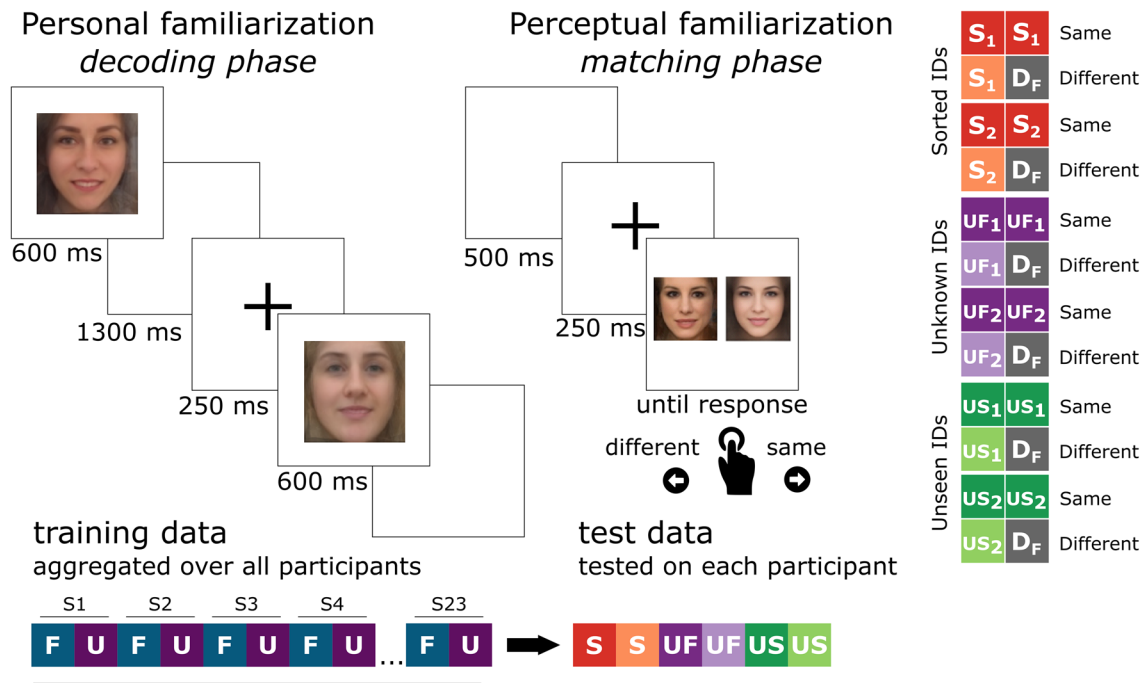 Personal familiarization
decoding phase
600 ms
1300 ms
250 ms
600 ms
Perceptual familiarization
matching phase
500 ms
250 ms
until response
different same
training data
aggregated over all participants
S1 S2 S3 S4 S23
F U F U F U F U ... F U
test data
tested on each participant
S S UF UF US US
Sorted IDs
S1 S1 Same
S1 DF Different
S2 S2 Same
S2 DF Different
Unknown IDs
UF1 UF1 Same
UF1 DF Different
UF2 UF2 Same
UF2 DF Different
Unseen IDs
US1 US1 Same
US1 DF Different
US2 US2 Same
US2 DF Different